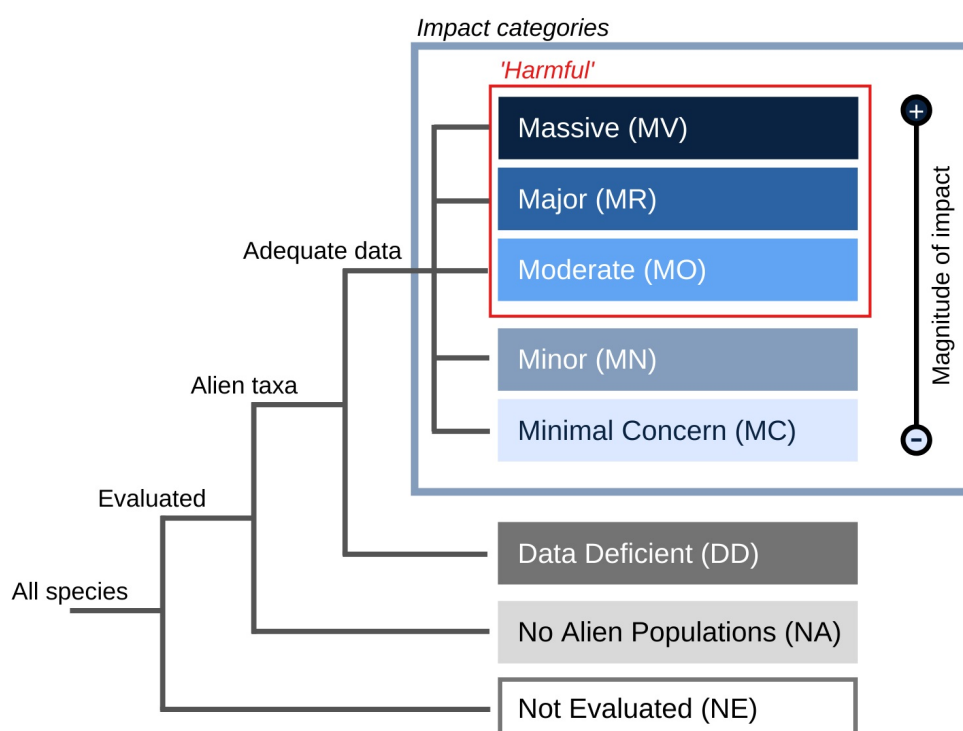 Impact categories
'Harmful'
Massive (MV)
Major (MR)
Moderate (MO)
Minor (MN)
Minimal Concern (MC)
+
Magnitude of impact
−
Adequate data
Alien taxa
Evaluated
All species
Data Deficient (DD)
No Alien Populations (NA)
Not Evaluated (NE)